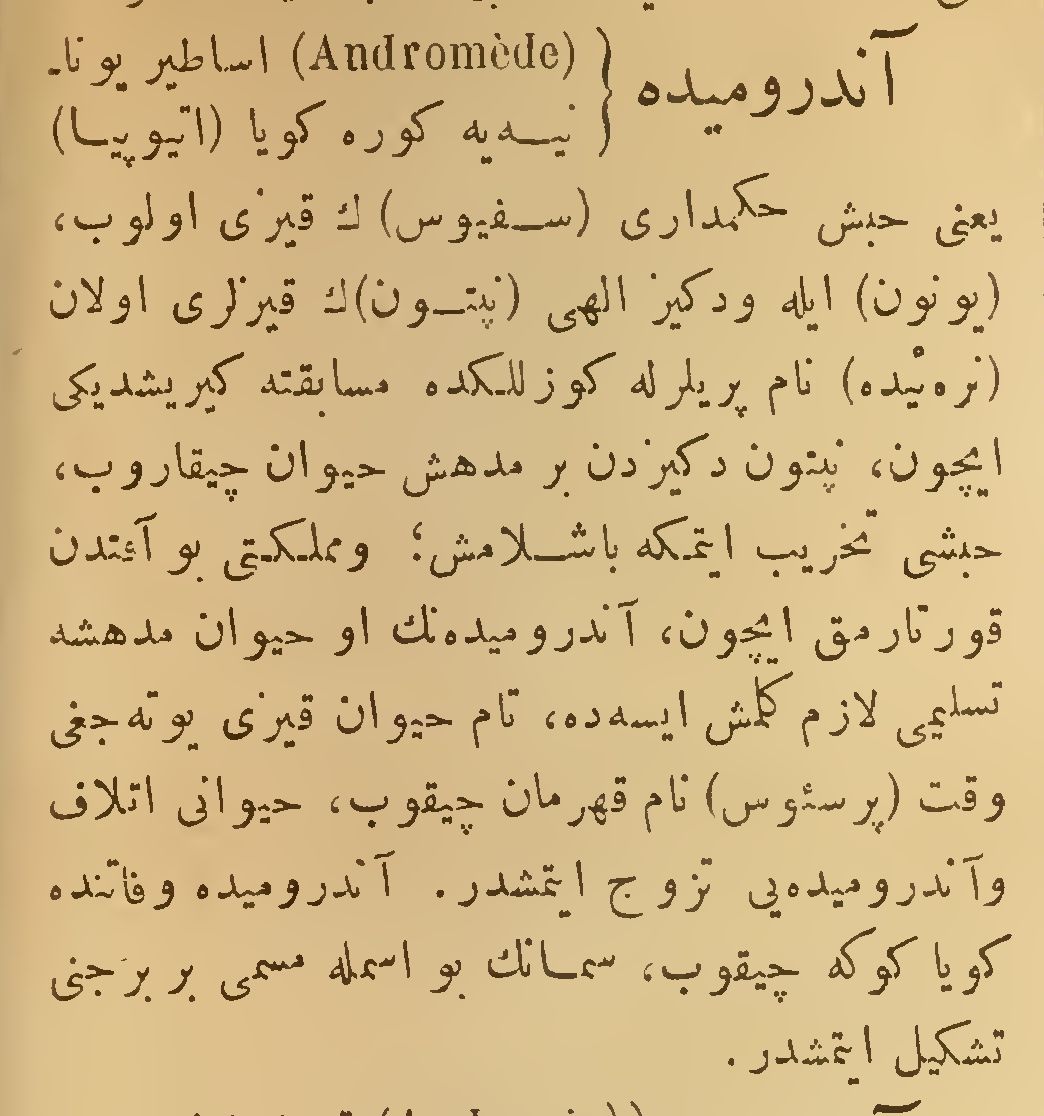 آندرومیده { (Andromède) اساطیر یونا-
نیـه‌یه کوره کویا (اتیوپیـا)
یعنی حبش حکمداری (سـفیوس) ك قیزی اولوب،
(یونون) ایله ودکیز الهی (نپتـون)ك قیزلری اولان
(نره‌ئیده) نام پریلرله کوزللکده مسابقته کیریشدیکی
ایچون، نپتون دکیزدن بر مدهش حیوان چیقاروب،
حبشی تخریب ایتمکه باشـلامش؛ ومملکتی بو آفتدن
قورتارمق ایچون، آندرومیده‌نك او حیوان مدهشه
تسلیمی لازم کلمش ایسه‌ده، تام حیوان قیزی یوته‌جغی
وقت (پرسئوس) نام قهرمان چیقوب، حیوانی اتلاف
وآندرومیده‌یی تزوج ایتمشدر. آندرومیده وفاتنده
کویا کوکه چیقوب، سمـانك بو اسمله مسمی بر برجنی
تشکیل ایتمشدر.